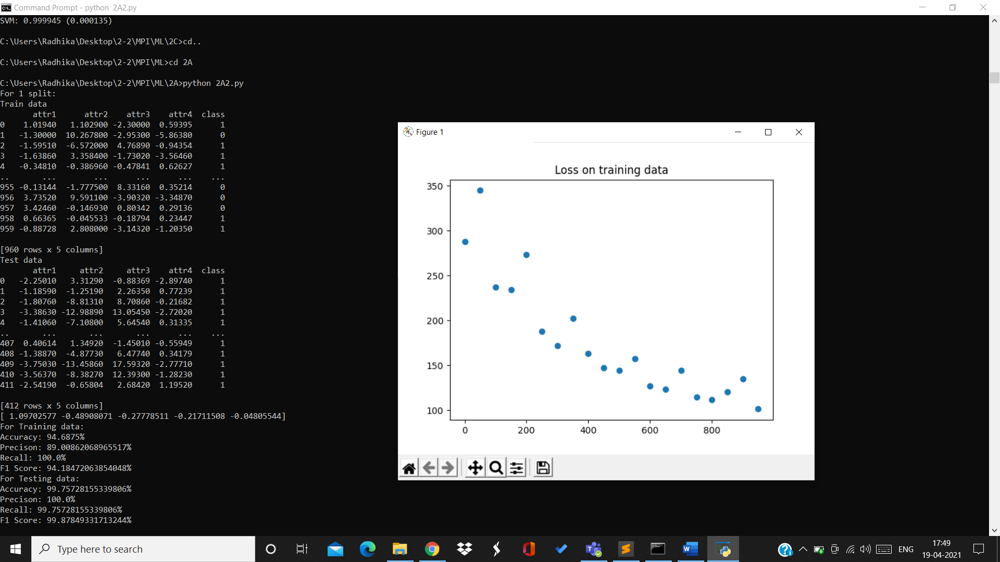 Command Prompt - python  2A2.py
SVM: 0.999945 (0.000135)
C:\Users\Radhika\Desktop\2-2\MPI\ML\2C>cd..
C:\Users\Radhika\Desktop\2-2\MPI\ML>cd 2A
C:\Users\Radhika\Desktop\2-2\MPI\ML\2A>python 2A2.py
For 1 split:
Train data
attr1 attr2 attr3 attr4 class
0 1.01940 1.102900 -2.30000 0.59395 1
1 -1.30000 10.267800 -2.95300 -5.86380 0
2 -1.59510 -6.572000 4.76890 -0.94354 1
3 -1.63860 3.358400 -1.73020 -3.56460 1
4 -0.34810 -0.386960 -0.47841 0.62627 1
.. ... ... ... ... ...
955 -0.13144 -1.777500 8.33160 0.35214 0
956 3.73520 9.591100 -3.90320 -3.34870 0
957 3.42460 -0.146930 0.80342 0.29136 0
958 0.66365 -0.045533 -0.18794 0.23447 1
959 -0.88728 2.808000 -3.14320 -1.20350 1
[960 rows x 5 columns]
Test data
attr1 attr2 attr3 attr4 class
0 -2.25010 3.31290 -0.88369 -2.89740 1
1 -1.18590 -1.25190 2.26350 0.77239 1
2 -1.80760 -8.81310 8.70860 -0.21682 1
3 -3.38630 -12.98890 13.05450 -2.72020 1
4 -1.41060 -7.10800 5.64540 0.31335 1
.. ... ... ... ... ...
407 0.40614 1.34920 -1.45010 -0.55949 1
408 -1.38870 -4.87730 6.47740 0.34179 1
409 -3.75030 -13.45860 17.59320 -2.77710 1
410 -3.56370 -8.38270 12.39300 -1.28230 1
411 -2.54190 -0.65804 2.68420 1.19520 1
[412 rows x 5 columns]
[ 1.09702577 -0.48908071 -0.27778511 -0.21711508 -0.04805544]
For Training data:
Accuracy: 94.6875%
Precison: 89.00862068965517%
Recall: 100.0%
F1 Score: 94.18472063854048%
For Testing data:
Accuracy: 99.75728155339806%
Precison: 100.0%
Recall: 99.75728155339806%
F1 Score: 99.87849331713244%
Figure 1
Loss on training data
350
300
250
200
150
100
0 200 400 600 800
Type here to search
ENG
17:49
19-04-2021